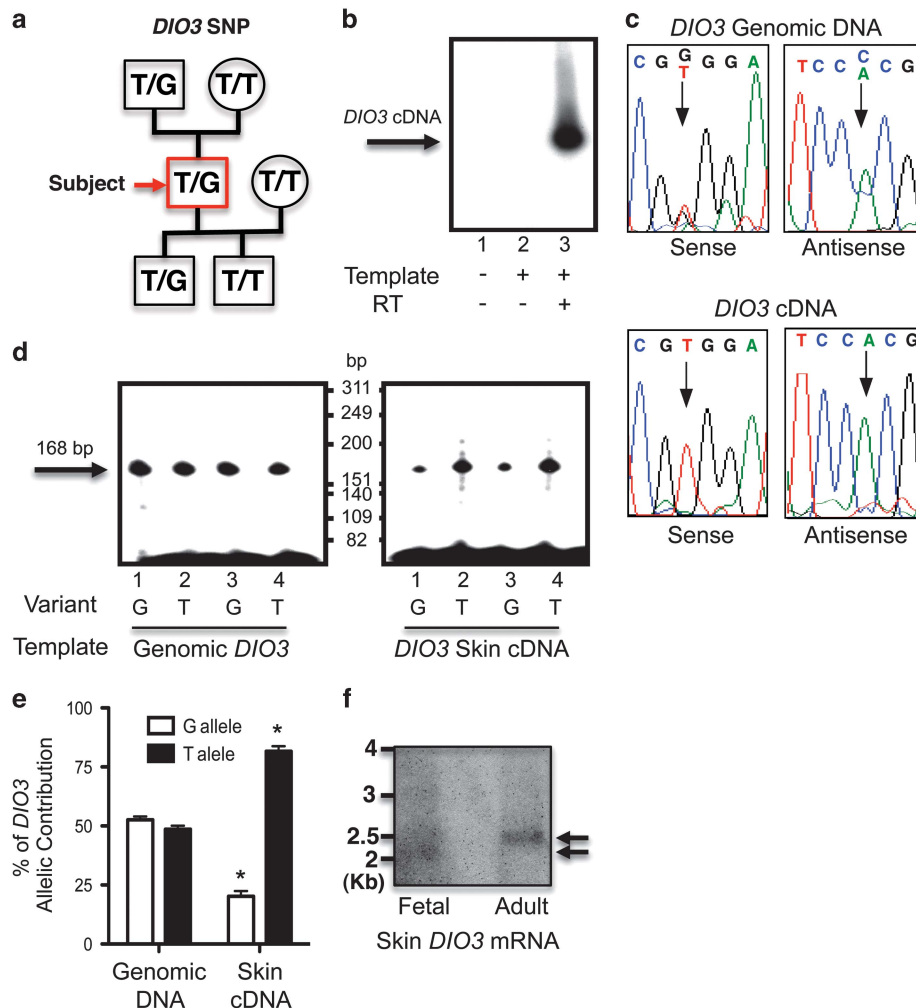 a
DIO3 SNP
T/G
T/T
Subject
T/G
T/T
T/G
T/T
b
DIO3 cDNA
1 2 3
Template - + +
RT - - +
c
DIO3 Genomic DNA
C G G T G G A
Sense
T C C C A C G
Antisense
DIO3 cDNA
C G T G G A
Sense
T C C A C G
Antisense
d
168 bp
bp
311
249
200
151
140
109
82
1 2 3 4
Variant G T G T
Template Genomic DIO3
1 2 3 4
G T G T
DIO3 Skin cDNA
e
% of DIO3
Allelic Contribution
100
75
50
25
0
G allele
T allele
*
*
Genomic
DNA
Skin
cDNA
f
4
3
2.5
2
(Kb)
Fetal Adult
Skin DIO3 mRNA